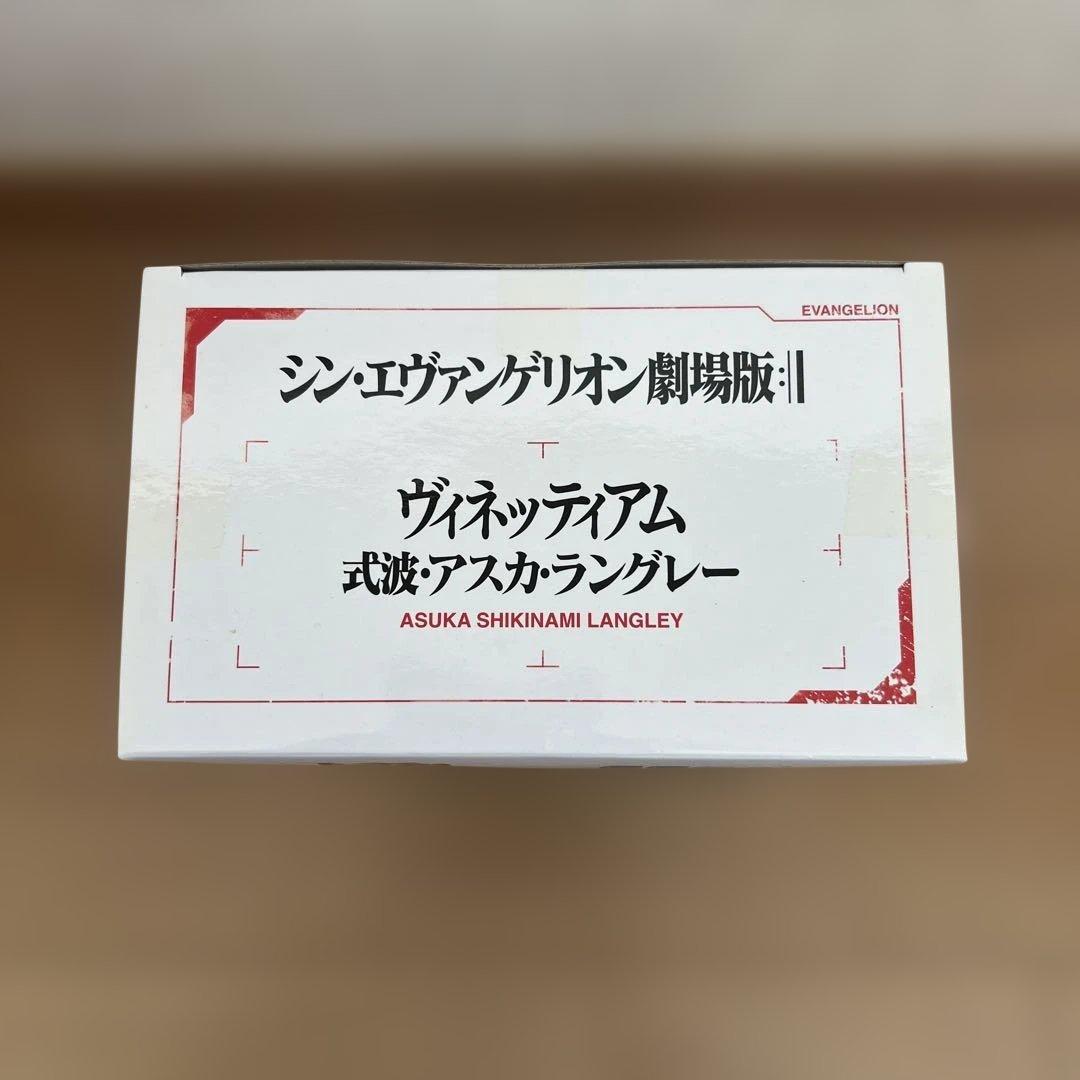 EVANGELION
シン・エヴァンゲリオン劇場版:||
ヴィネッティアム
式波・アスカ・ラングレー
ASUKA SHIKINAMI LANGLEY